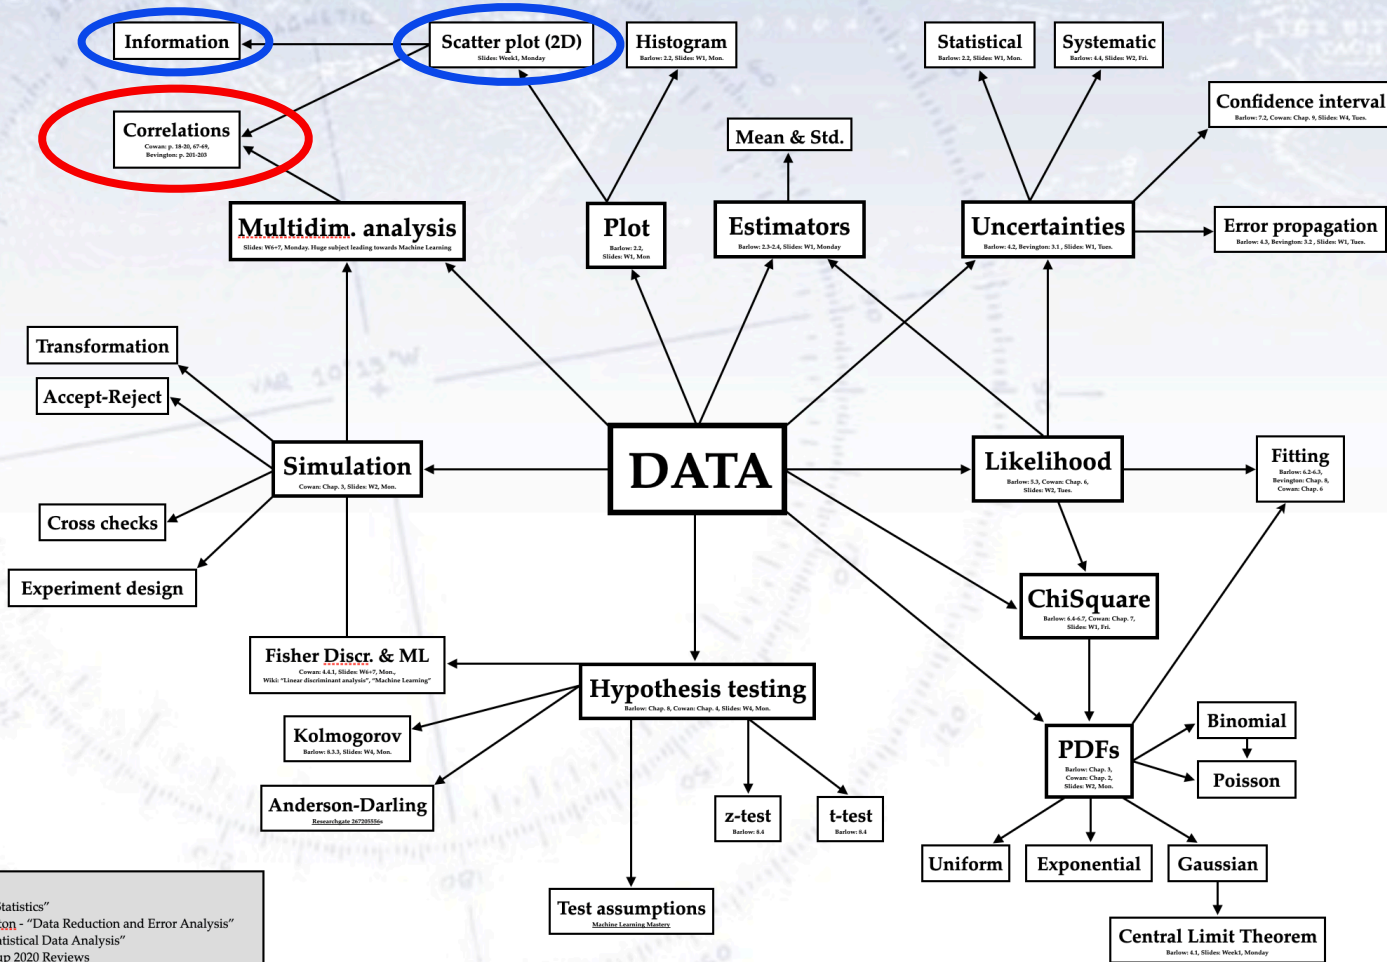 Information
Scatter plot (2D)
Slides: Week1, Monday
Histogram
Barlow: 2.2, Slides: W1, Mon.
Statistical
Barlow: 2.2, Slides: W1, Mon.
Systematic
Barlow: 4.4, Slides: W2, Fri.
Confidence interval
Barlow: 7.2, Cowan: Chap. 9, Slides: W4, Tues.
Correlations
Cowan: p. 18-20, 67-69,
Bevington: p. 201-203
Mean & Std.
Multidim. analysis
Slides: W6+7, Monday. Huge subject leading towards Machine Learning
Plot
Barlow: 2.2,
Slides: W1, Mon
Estimators
Barlow: 2.3-2.4, Slides: W1, Monday
Uncertainties
Barlow: 4.2, Bevington: 3.1 , Slides: W1, Tues.
Error propagation
Barlow: 4.3, Bevington: 3.2 , Slides: W1, Tues.
Transformation
VAR 10°15'W
Accept-Reject
Simulation
Cowan: Chap. 3, Slides: W2, Mon.
DATA
Likelihood
Barlow: 5.3, Cowan: Chap. 6,
Slides: W2, Tues.
Fitting
Barlow: 6.2-6.3,
Bevington: Chap. 8,
Cowan: Chap. 6
Cross checks
Experiment design
ChiSquare
Barlow: 6.4-6.7, Cowan: Chap. 7,
Slides: W1, Fri.
Fisher Discr. & ML
Cowan: 4.4.1, Slides: W6+7, Mon.,
Wiki: "Linear discriminant analysis", "Machine Learning"
Hypothesis testing
Barlow: Chap. 8, Cowan: Chap. 4, Slides: W4, Mon.
Kolmogorov
Barlow: 8.3.3, Slides: W4, Mon.
PDFs
Barlow: Chap. 3,
Cowan: Chap. 2,
Slides: W2, Mon.
Binomial
Poisson
Anderson-Darling
Researchgate 267205556s
z-test
Barlow: 8.4
t-test
Barlow: 8.4
Uniform
Exponential
Gaussian
Test assumptions
Machine Learning Mastery
Central Limit Theorem
Barlow: 4.1, Slides: Week1, Monday
tatistics”
ton - “Data Reduction and Error Analysis”
atistical Data Analysis”
up 2020 Reviews